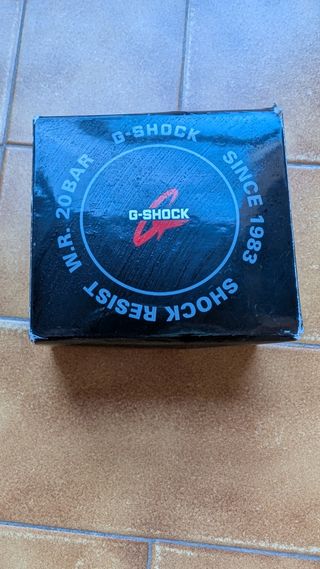 G-SHOCK
SINCE 1983
SHOCK RESIST
W.R. 20BAR
G-SHOCK